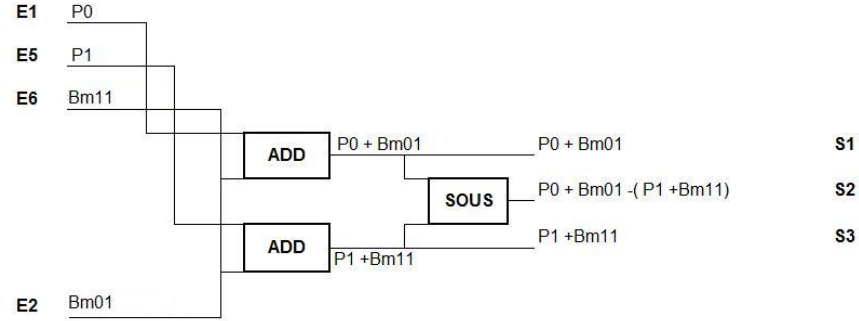 E1 P0
E5 P1
E6 Bm11
ADD P0 + Bm01 P0 + Bm01 S1
SOUS P0 + Bm01 -( P1 +Bm11) S2
ADD P1 +Bm11 P1 +Bm11 S3
E2 Bm01